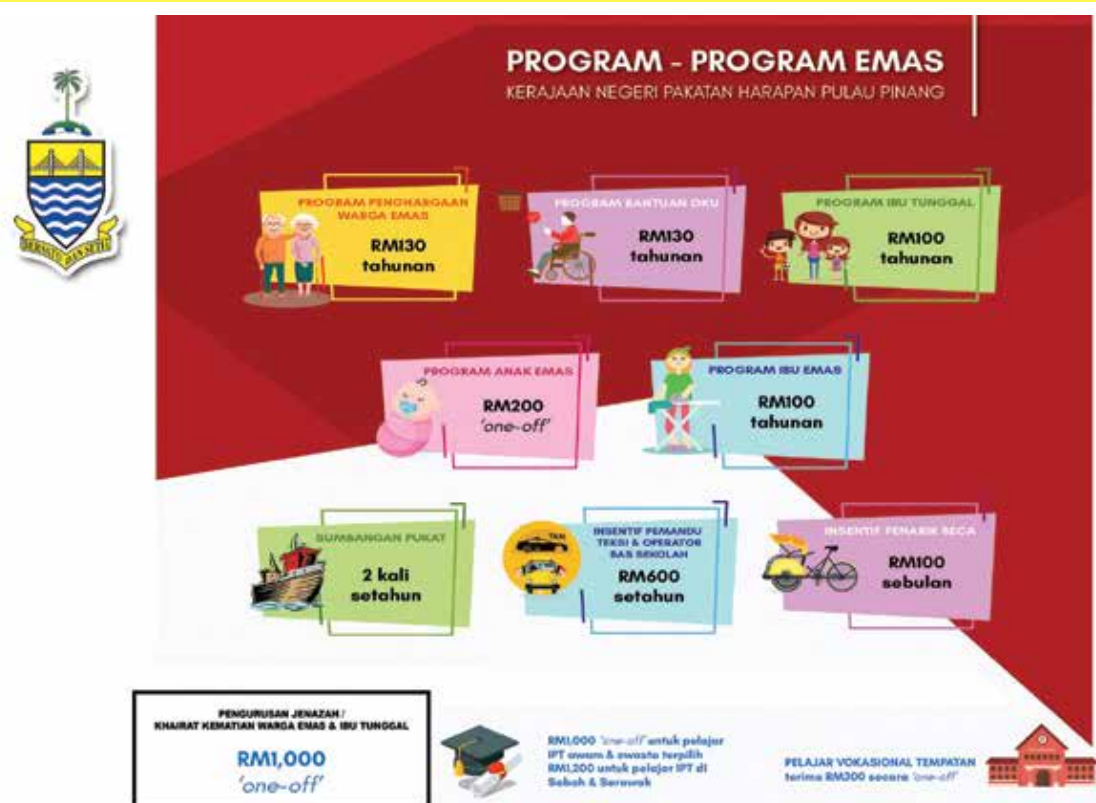 PROGRAM - PROGRAM EMAS
KERAJAAN NEGERI PAKATAN HARAPAN PULAU PINANG
BERSATU DAN SETIA
PROGRAM PENGHARGAAN
WARGA EMAS
RM130
tahunan
PROGRAM BANTUAN OKU
RM130
tahunan
PROGRAM IBU TUNGGAL
RM100
tahunan
PROGRAM ANAK EMAS
RM200
'one-off'
PROGRAM IBU EMAS
RM100
tahunan
SUMBANGAN PUKAT
2 kali
setahun
TAXI
INSENTIF PEMANDU
TEKSI & OPERATOR
BAS SEKOLAH
RM600
setahun
INSENTIF PENARIK BECA
RM100
sebulan
PENGURUSAN JENAZAH /
KHAIRAT KEMATIAN WARGA EMAS & IBU TUNGGAL
RM1,000
'one-off'
RM1,000 'one-off' untuk pelajar
IPT awam & swasta terpilih
RM1,200 untuk pelajar IPT di
Sabah & Sarawak
PELAJAR VOKASIONAL TEMPATAN
terima RM300 secara 'one-off'